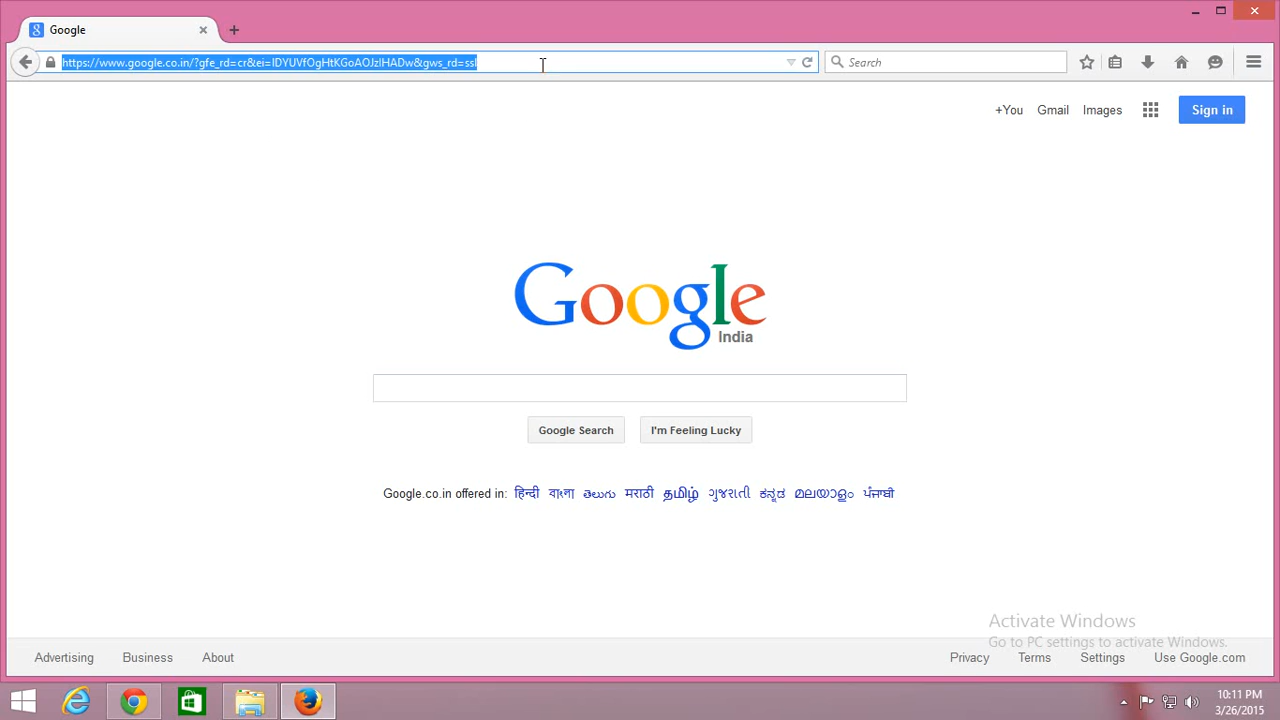 Google
https://www.google.co.in/?gfe_rd=cr&ei=IDYUVfOgHtKGoAOJzIHADw&gws_rd=ssl
Search
+You Gmail Images Sign in
Google
India
Google Search I'm Feeling Lucky
Google.co.in offered in: हिन्दी বাংলা తెలుగు मराठी தமிழ் ગુજરાતી ಕನ್ನಡ മലയാളം ਪੰਜਾਬੀ
Activate Windows
Go to PC settings to activate Windows.
Advertising Business About Privacy Terms Settings Use Google.com
10:11 PM
3/26/2015